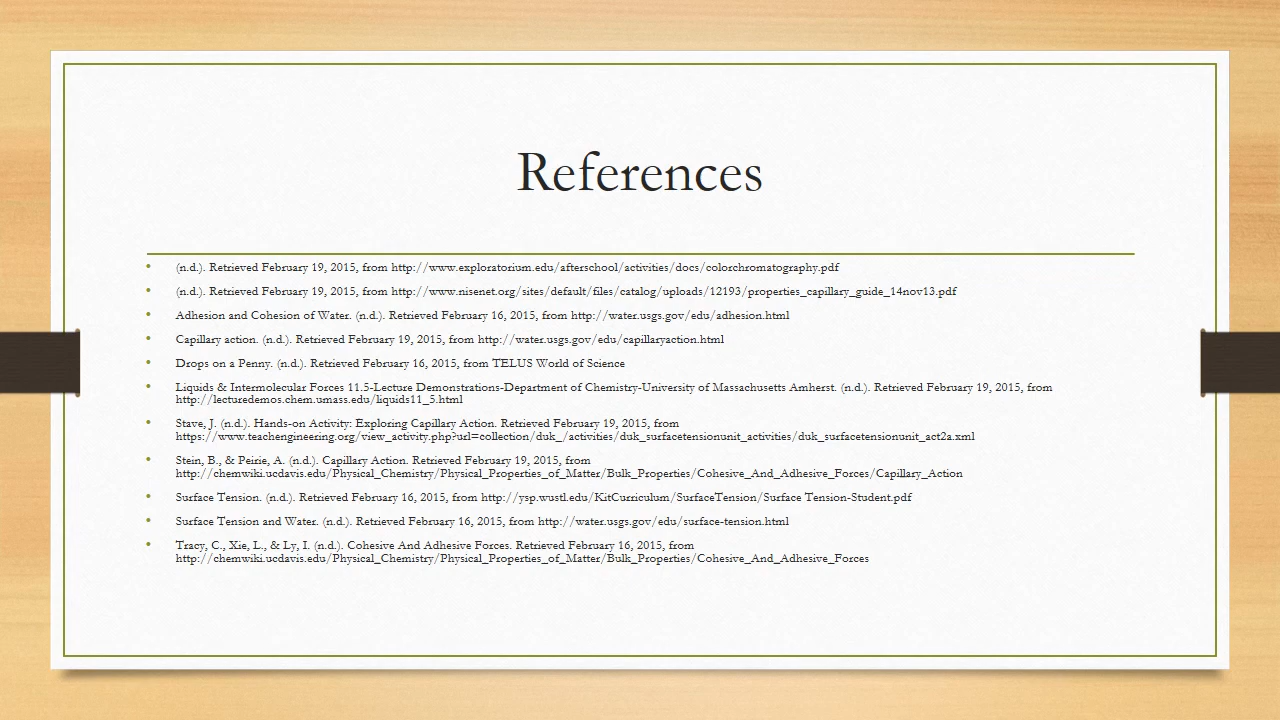 References
• (n.d.). Retrieved February 19, 2015, from http://www.exploratorium.edu/afterschool/activities/docs/colorchromatography.pdf
• (n.d.). Retrieved February 19, 2015, from http://www.nisenet.org/sites/default/files/catalog/uploads/12193/properties_capillary_guide_14nov13.pdf
• Adhesion and Cohesion of Water. (n.d.). Retrieved February 16, 2015, from http://water.usgs.gov/edu/adhesion.html
• Capillary action. (n.d.). Retrieved February 19, 2015, from http://water.usgs.gov/edu/capillaryaction.html
• Drops on a Penny. (n.d.). Retrieved February 16, 2015, from TELUS World of Science
• Liquids & Intermolecular Forces 11.5-Lecture Demonstrations-Department of Chemistry-University of Massachusetts Amherst. (n.d.). Retrieved February 19, 2015, from
http://lecturedemos.chem.umass.edu/liquids11_5.html
• Stave, J. (n.d.). Hands-on Activity: Exploring Capillary Action. Retrieved February 19, 2015, from
https://www.teachengineering.org/view_activity.php?url=collection/duk_/activities/duk_surfacetensionunit_activities/duk_surfacetensionunit_act2a.xml
• Stein, B., & Peirie, A. (n.d.). Capillary Action. Retrieved February 19, 2015, from
http://chemwiki.ucdavis.edu/Physical_Chemistry/Physical_Properties_of_Matter/Bulk_Properties/Cohesive_And_Adhesive_Forces/Capillary_Action
• Surface Tension. (n.d.). Retrieved February 16, 2015, from http://ysp.wustl.edu/KitCurriculum/SurfaceTension/Surface Tension-Student.pdf
• Surface Tension and Water. (n.d.). Retrieved February 16, 2015, from http://water.usgs.gov/edu/surface-tension.html
• Tracy, C., Xie, L., & Ly, I. (n.d.). Cohesive And Adhesive Forces. Retrieved February 16, 2015, from
http://chemwiki.ucdavis.edu/Physical_Chemistry/Physical_Properties_of_Matter/Bulk_Properties/Cohesive_And_Adhesive_Forces